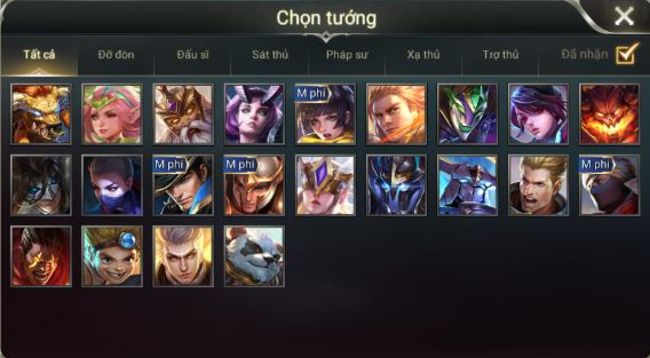 Chọn tướng
Tất cả Đỡ đòn Đấu sĩ Sát thủ Pháp sư Xạ thủ Trợ thủ Đã nhận
M phí
M phí M phí M phí